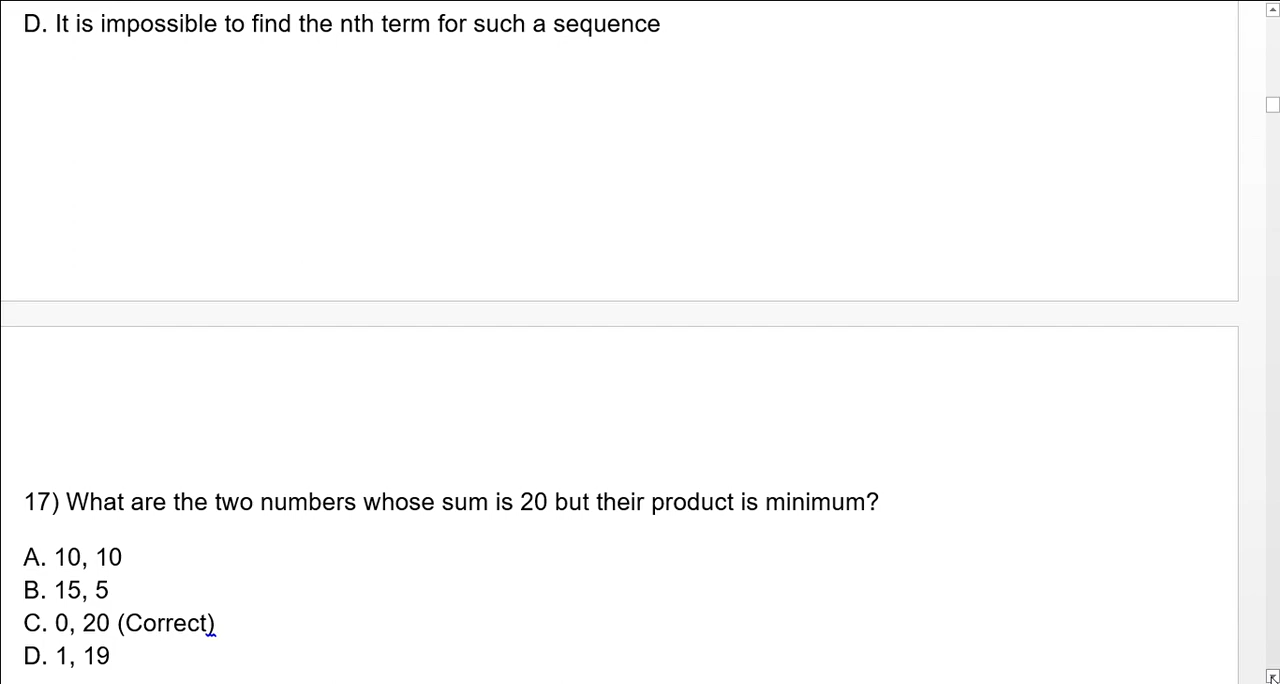 D. It is impossible to find the nth term for such a sequence
17) What are the two numbers whose sum is 20 but their product is minimum?
A. 10, 10
B. 15, 5
C. 0, 20 (Correct)
D. 1, 19